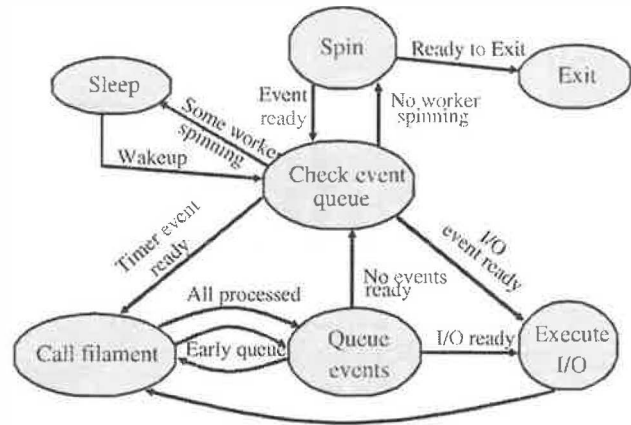 Spin
Ready to Exit
Exit
Sleep
Event
ready
No worker
spinning
Some worke
spinning
Wakeup
Check event
queue
Timer event
ready
I/O
event ready
All processed
No events
ready
Call filament
Early queue
Queue
events
I/O ready
Execute
I/O